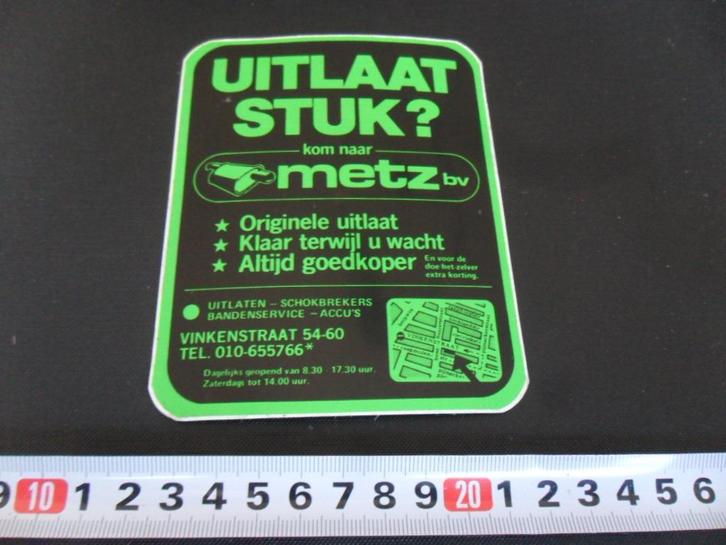 UITLAAT
STUK?
kom naar
metz bv
★ Originele uitlaat
★ Klaar terwijl u wacht
★ Altijd goedkoper
En voor de
doe-het-zelver
extra korting.
● UITLATEN – SCHOKBREKERS
BANDENSERVICE – ACCU'S
VINKENSTRAAT 54-60
TEL. 010-655766*
Dagelijks geopend van 8.30 - 17.30 uur.
Zaterdags tot 14.00 uur.
VINKENSTRAAT
9 10 1 2 3 4 5 6 7 8 9 20 1 2 3 4 5 6